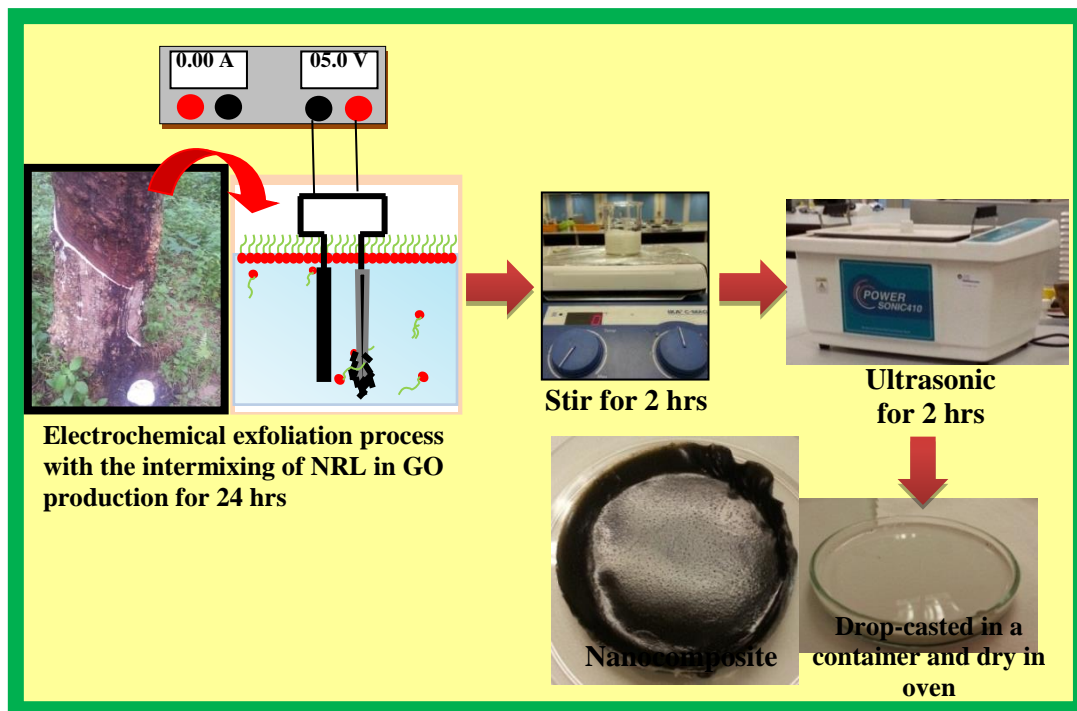 0.00 A
05.0 V
Electrochemical exfoliation process
with the intermixing of NRL in GO
production for 24 hrs
Stir for 2 hrs
POWER
SONIC410
Ultrasonic
for 2 hrs
Drop-casted in a
container and dry in
oven
Nanocomposite